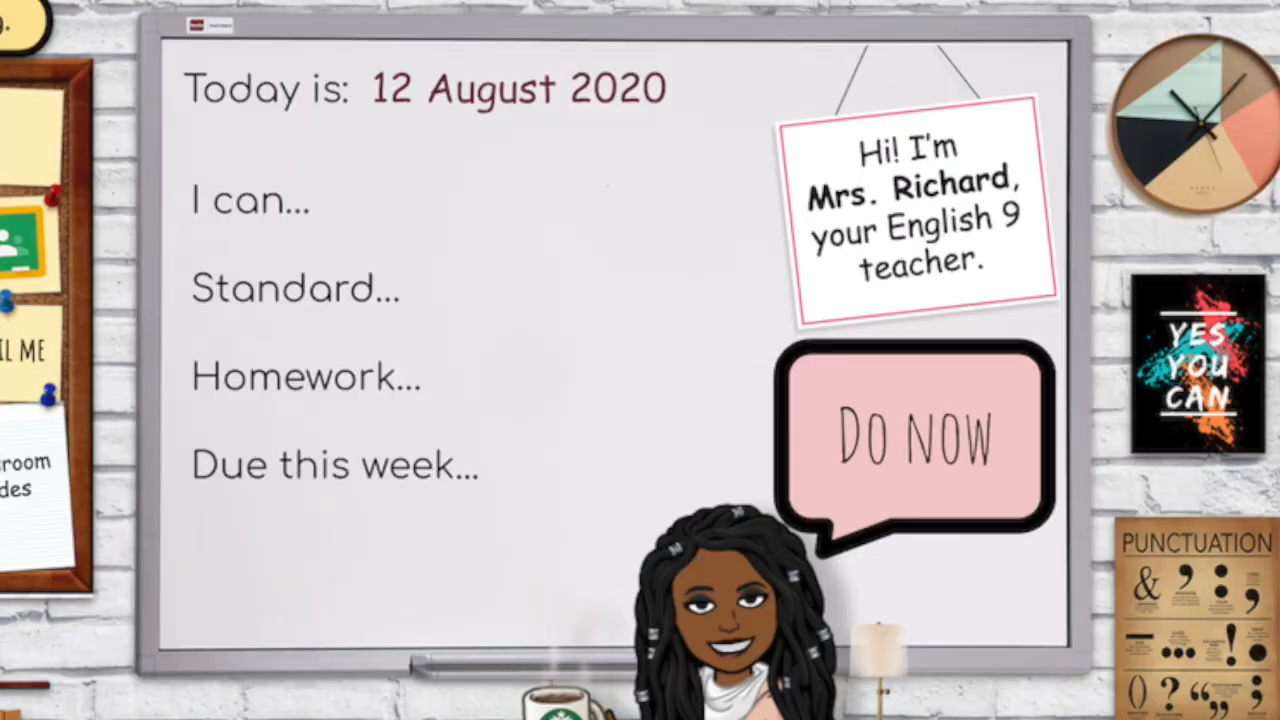 Today is: 12 August 2020
I can...
Standard...
Homework...
Due this week...
Hi! I'm
Mrs. Richard,
your English 9
teacher.
DO NOW
IL ME
room
des
YES
YOU
CAN
PUNCTUATION